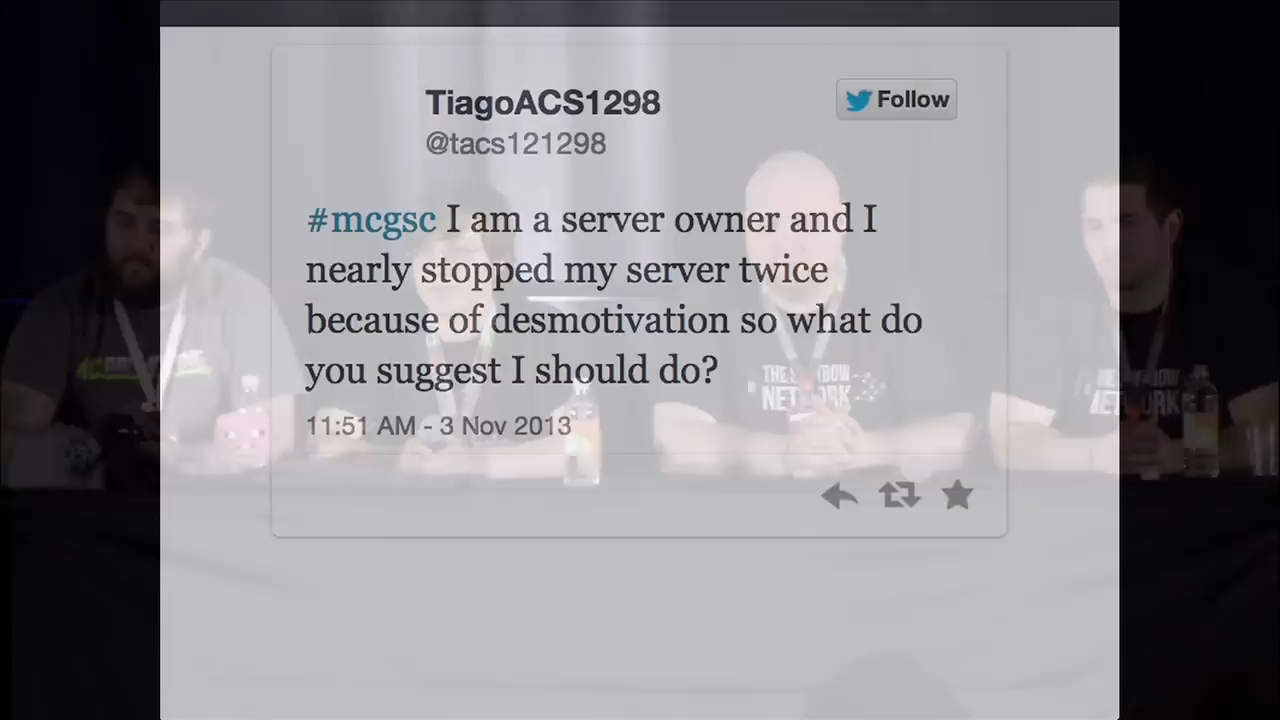 TiagoACS1298
Follow
@tacs121298
#mcgsc I am a server owner and I
nearly stopped my server twice
because of desmotivation so what do
you suggest I should do?
11:51 AM - 3 Nov 2013
NETWORK